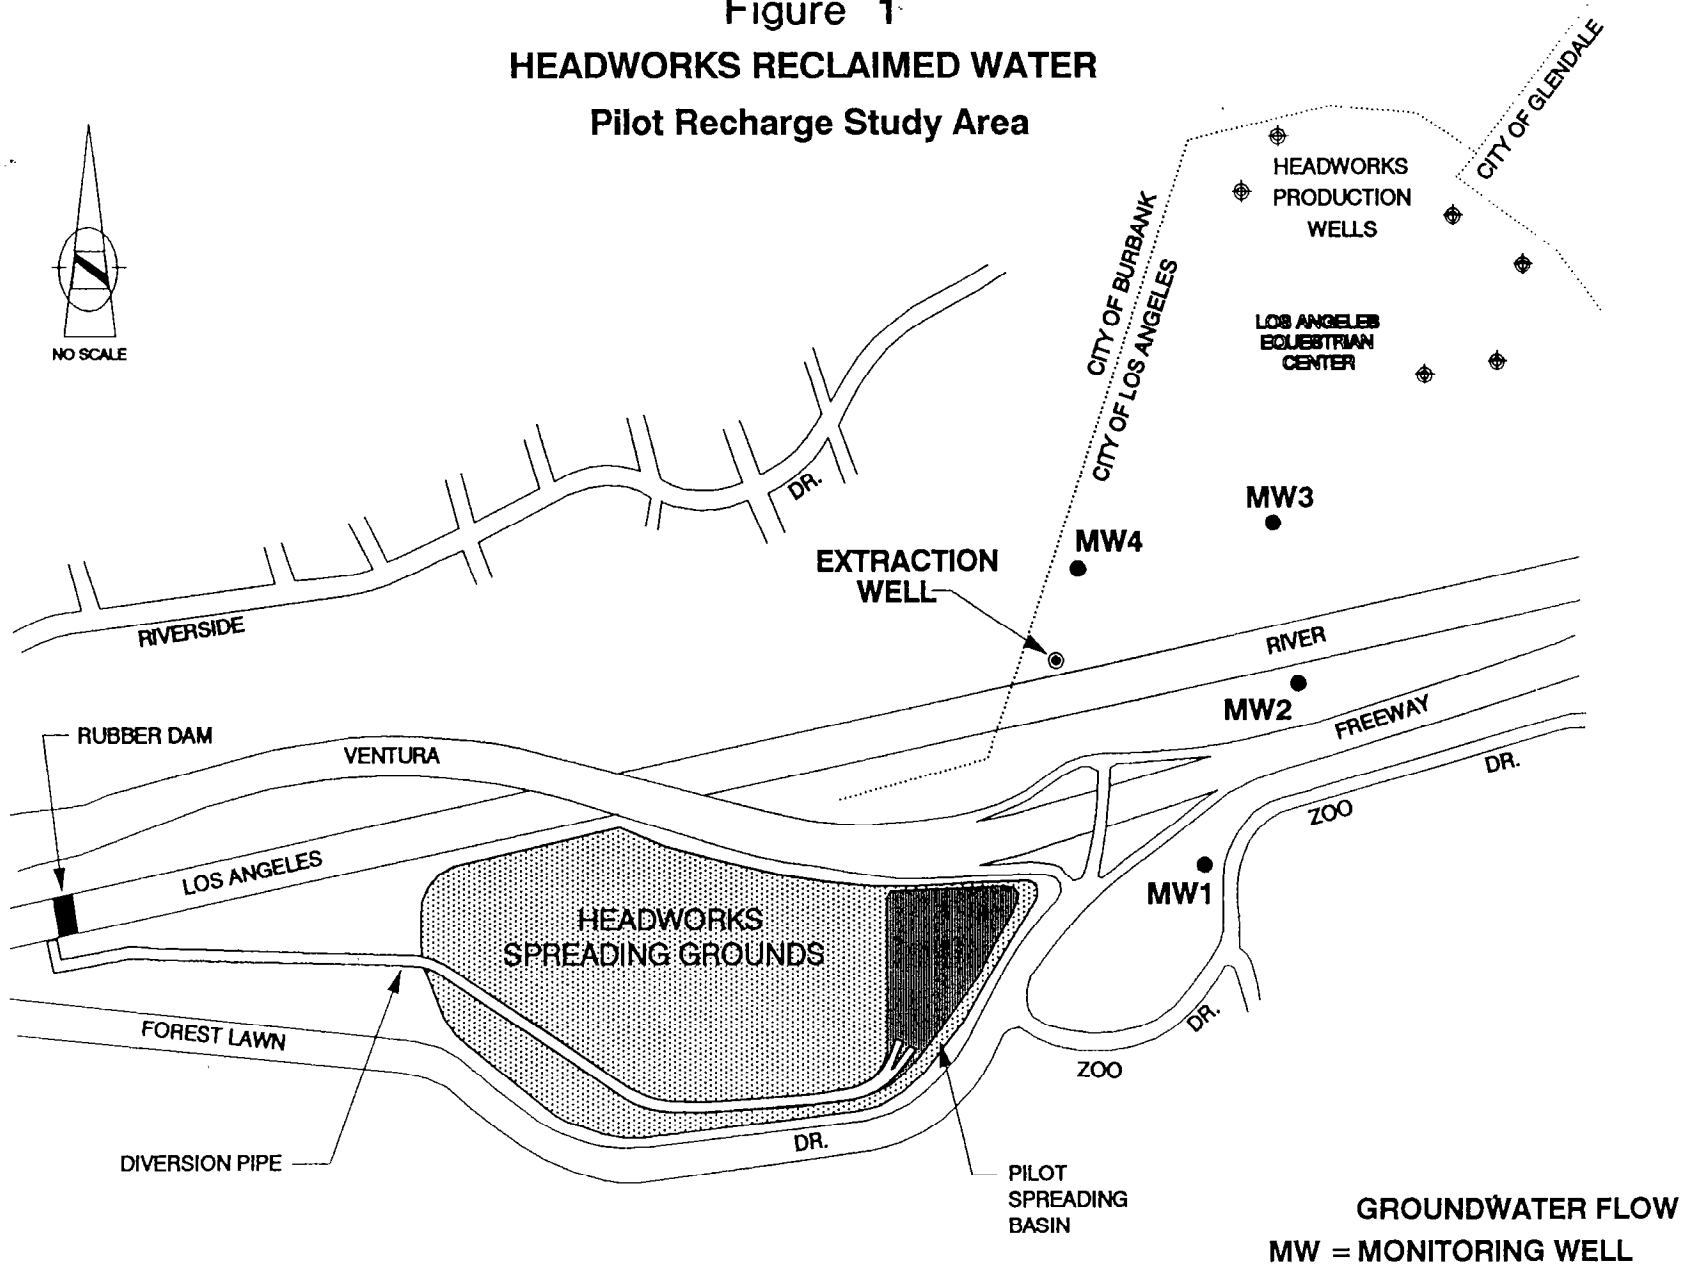 Figure 1
HEADWORKS RECLAIMED WATER
Pilot Recharge Study Area
CITY OF GLENDALE
HEADWORKS
PRODUCTION
WELLS
CITY OF BURBANK
CITY OF LOS ANGELES
NO SCALE
LOS ANGELES
EQUESTRIAN
CENTER
DR.
MW3
MW4
EXTRACTION
WELL
RIVERSIDE
RIVER
MW2
FREEWAY
RUBBER DAM
VENTURA
DR.
ZOO
LOS ANGELES
MW1
HEADWORKS
SPREADING GROUNDS
FOREST LAWN
DR.
ZOO
DR.
DIVERSION PIPE
PILOT
SPREADING
BASIN
GROUNDWATER FLOW
MW = MONITORING WELL